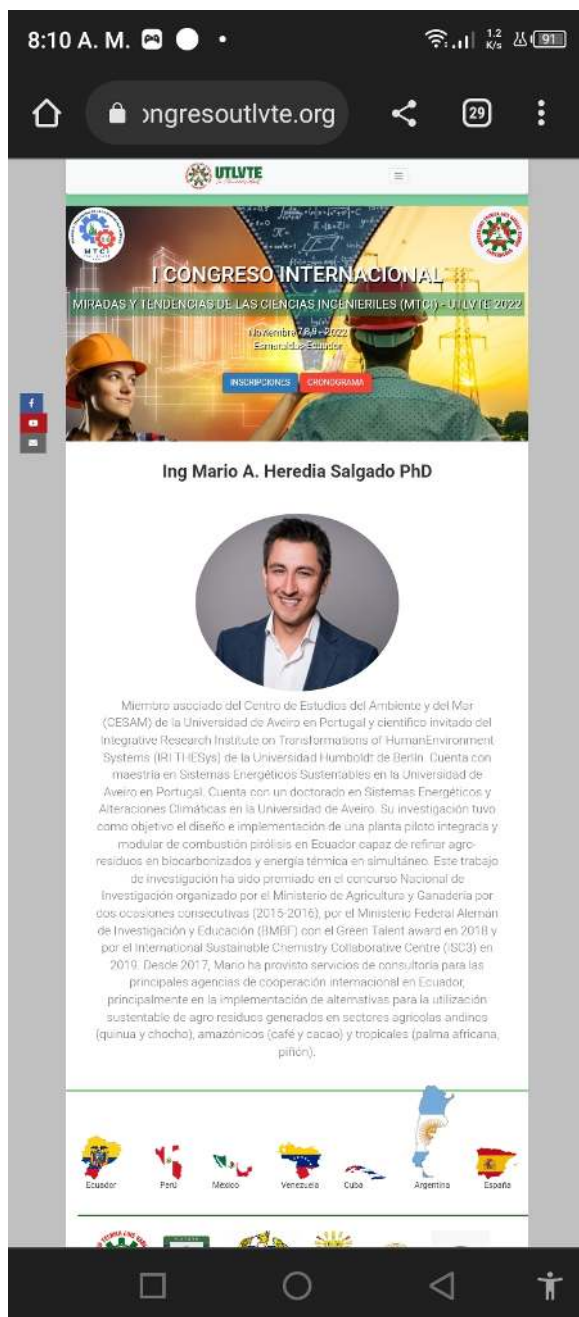 8:10 A. M.
1.2
K/s
91
ongresoutlvte.org
29
UTLVTE
MTCI
I CONGRESO INTERNACIONAL
MIRADAS Y TENDENCIAS DE LAS CIENCIAS INGENIERILES (MTCI) - UTLVTE 2022
Noviembre 7,8,9 - 2022
Esmeraldas-Ecuador
INSCRIPCIONES CRONOGRAMA
Ing Mario A. Heredia Salgado PhD
Miembro asociado del Centro de Estudios del Ambiente y del Mar
(CESAM) de la Universidad de Aveiro en Portugal y científico invitado del
Integrative Research Institute on Transformations of HumanEnvironment
Systems (IRI THESys) de la Universidad Humboldt de Berlin. Cuenta con
maestría en Sistemas Energéticos Sustentables en la Universidad de
Aveiro en Portugal. Cuenta con un doctorado en Sistemas Energéticos y
Alteraciones Climáticas en la Universidad de Aveiro. Su investigación tuvo
como objetivo el diseño e implementación de una planta piloto integrada y
modular de combustión pirólisis en Ecuador capaz de refinar agro-
residuos en biocarbonizados y energía térmica en simultáneo. Este trabajo
de investigación ha sido premiado en el concurso Nacional de
Investigación organizado por el Ministerio de Agricultura y Ganadería por
dos ocasiones consecutivas (2015-2016), por el Ministerio Federal Alemán
de Investigación y Educación (BMBF) con el Green Talent award en 2018 y
por el International Sustainable Chemistry Collaborative Centre (ISC3) en
2019. Desde 2017, Mario ha provisto servicios de consultoría para las
principales agencias de cooperación internacional en Ecuador,
principalmente en la implementación de alternativas para la utilización
sustentable de agro residuos generados en sectores agrícolas andinos
(quinua y chocho), amazónicos (café y cacao) y tropicales (palma africana,
piñón).
Ecuador Perú México Venezuela Cuba Argentina España